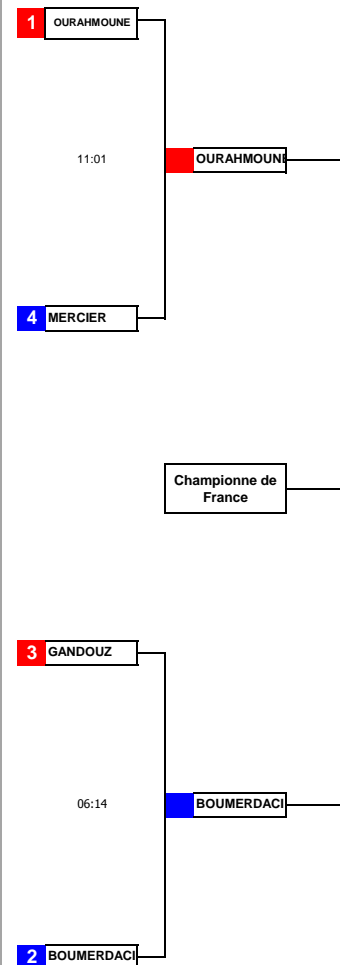 1 OURAHMOUNE
11:01
OURAHMOUNE
4 MERCIER
Championne de
France
3 GANDOUZ
06:14
BOUMERDACI
2 BOUMERDACI